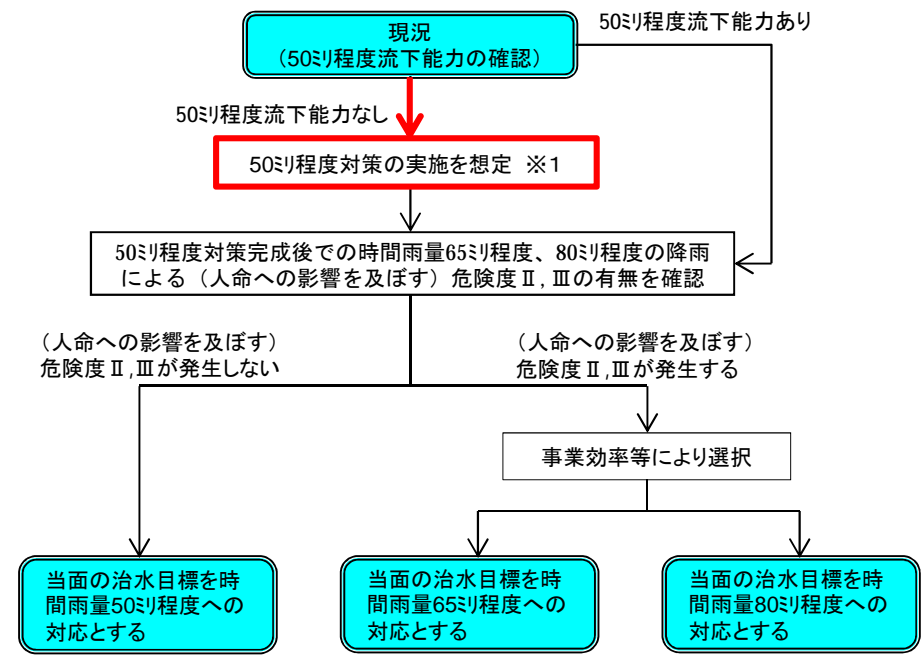 現況
（50ﾐﾘ程度流下能力の確認）
50ﾐﾘ程度流下能力あり
50ﾐﾘ程度流下能力なし
50ﾐﾘ程度対策の実施を想定 ※1
50ﾐﾘ程度対策完成後での時間雨量65ﾐﾘ程度、80ﾐﾘ程度の降雨
による（人命への影響を及ぼす）危険度Ⅱ,Ⅲの有無を確認
（人命への影響を及ぼす）
危険度Ⅱ,Ⅲが発生しない
（人命への影響を及ぼす）
危険度Ⅱ,Ⅲが発生する
事業効率等により選択
当面の治水目標を時
間雨量50ﾐﾘ程度への
対応とする
当面の治水目標を時
間雨量65ﾐﾘ程度への
対応とする
当面の治水目標を時
間雨量80ﾐﾘ程度への
対応とする